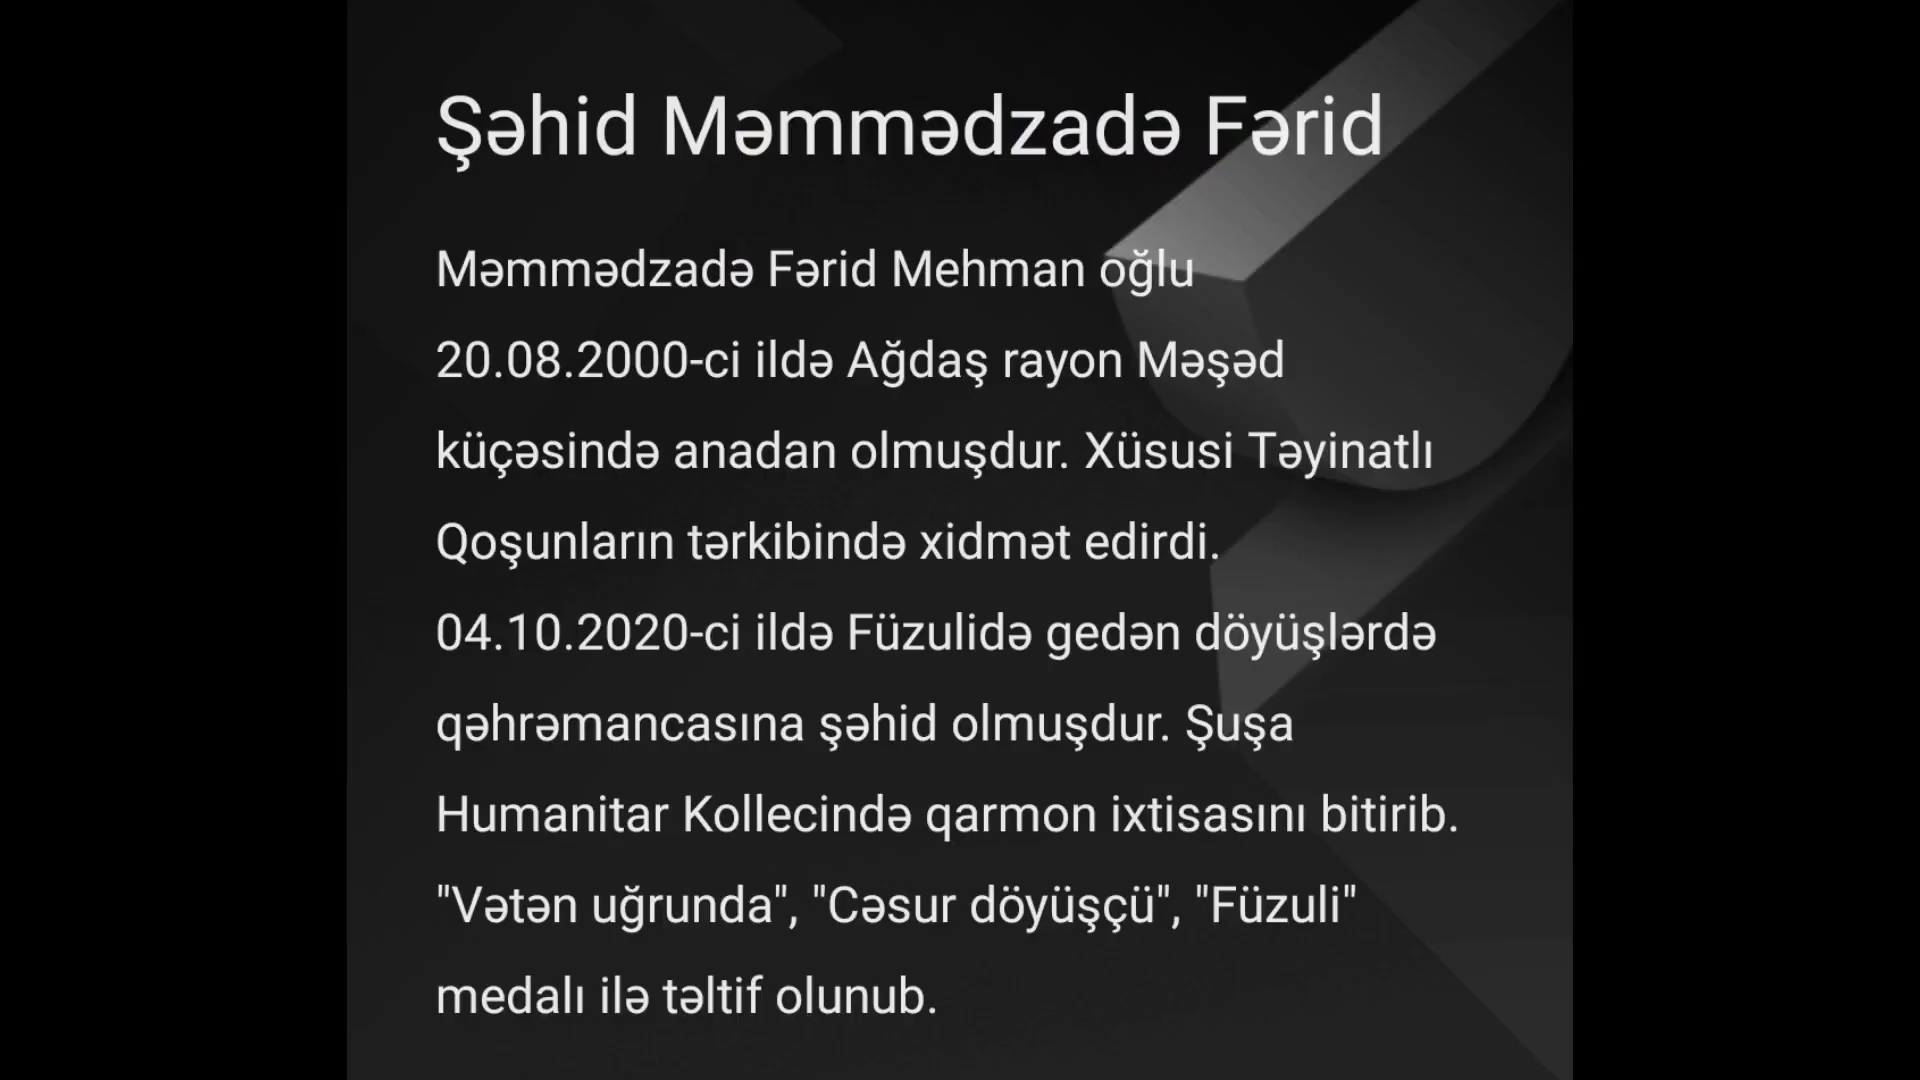 Şəhid Məmmədzadə Fərid
Məmmədzadə Fərid Mehman oğlu
20.08.2000-ci ildə Ağdaş rayon Məşəd
küçəsində anadan olmuşdur. Xüsusi Təyinatlı
Qoşunların tərkibində xidmət edirdi.
04.10.2020-ci ildə Füzulidə gedən döyüşlərdə
qəhrəmancasına şəhid olmuşdur. Şuşa
Humanitar Kollecində qarmon ixtisasını bitirib.
"Vətən uğrunda", "Cəsur döyüşçü", "Füzuli"
medalı ilə təltif olunub.